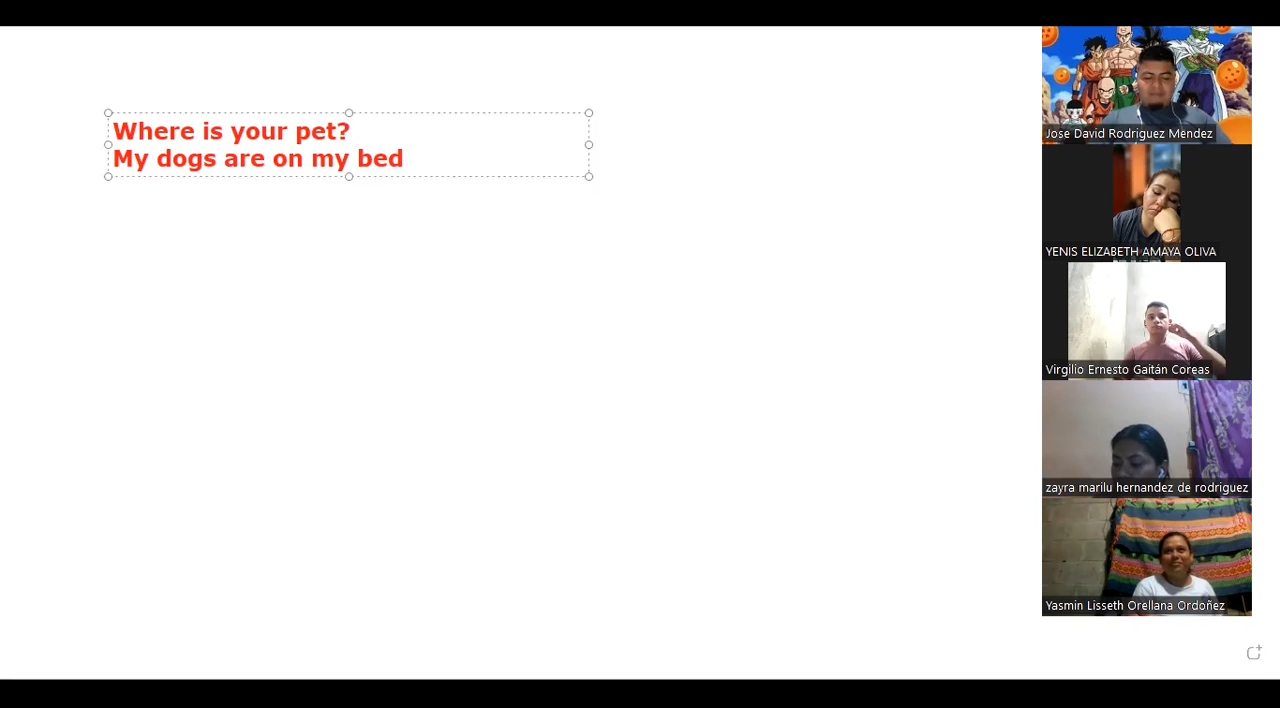 Where is your pet?
My dogs are on my bed
Jose David Rodriguez Mendez
YENIS ELIZABETH AMAYA OLIVA
Virgilio Ernesto Gaitán Coreas
zayra marilu hernandez de rodriguez
Yasmin Lisseth Orellana Ordoñez